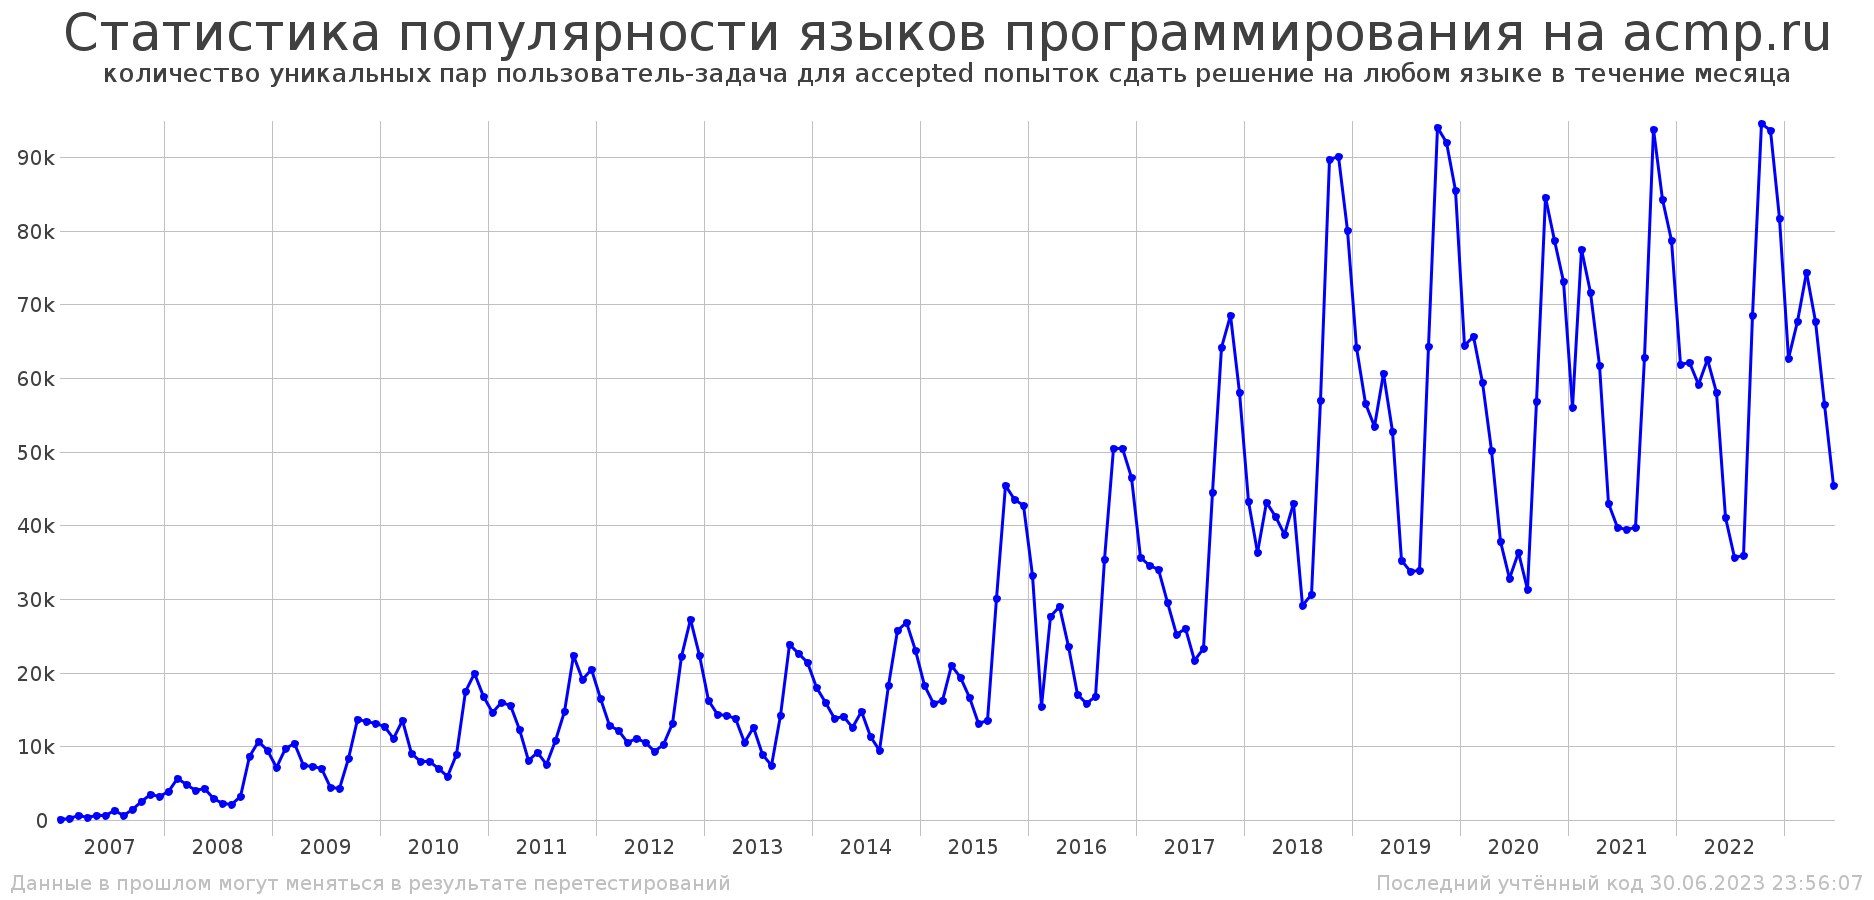 Статистика популярности языков программирования на acmp.ru
количество уникальных пар пользователь-задача для accepted попыток сдать решение на любом языке в течение месяца
90k
80k
70k
60k
50k
40k
30k
20k
10k
0
2007 2008 2009 2010 2011 2012 2013 2014 2015 2016 2017 2018 2019 2020 2021 2022
Данные в прошлом могут меняться в результате перетестирований
Последний учтённый код 30.06.2023 23:56:07